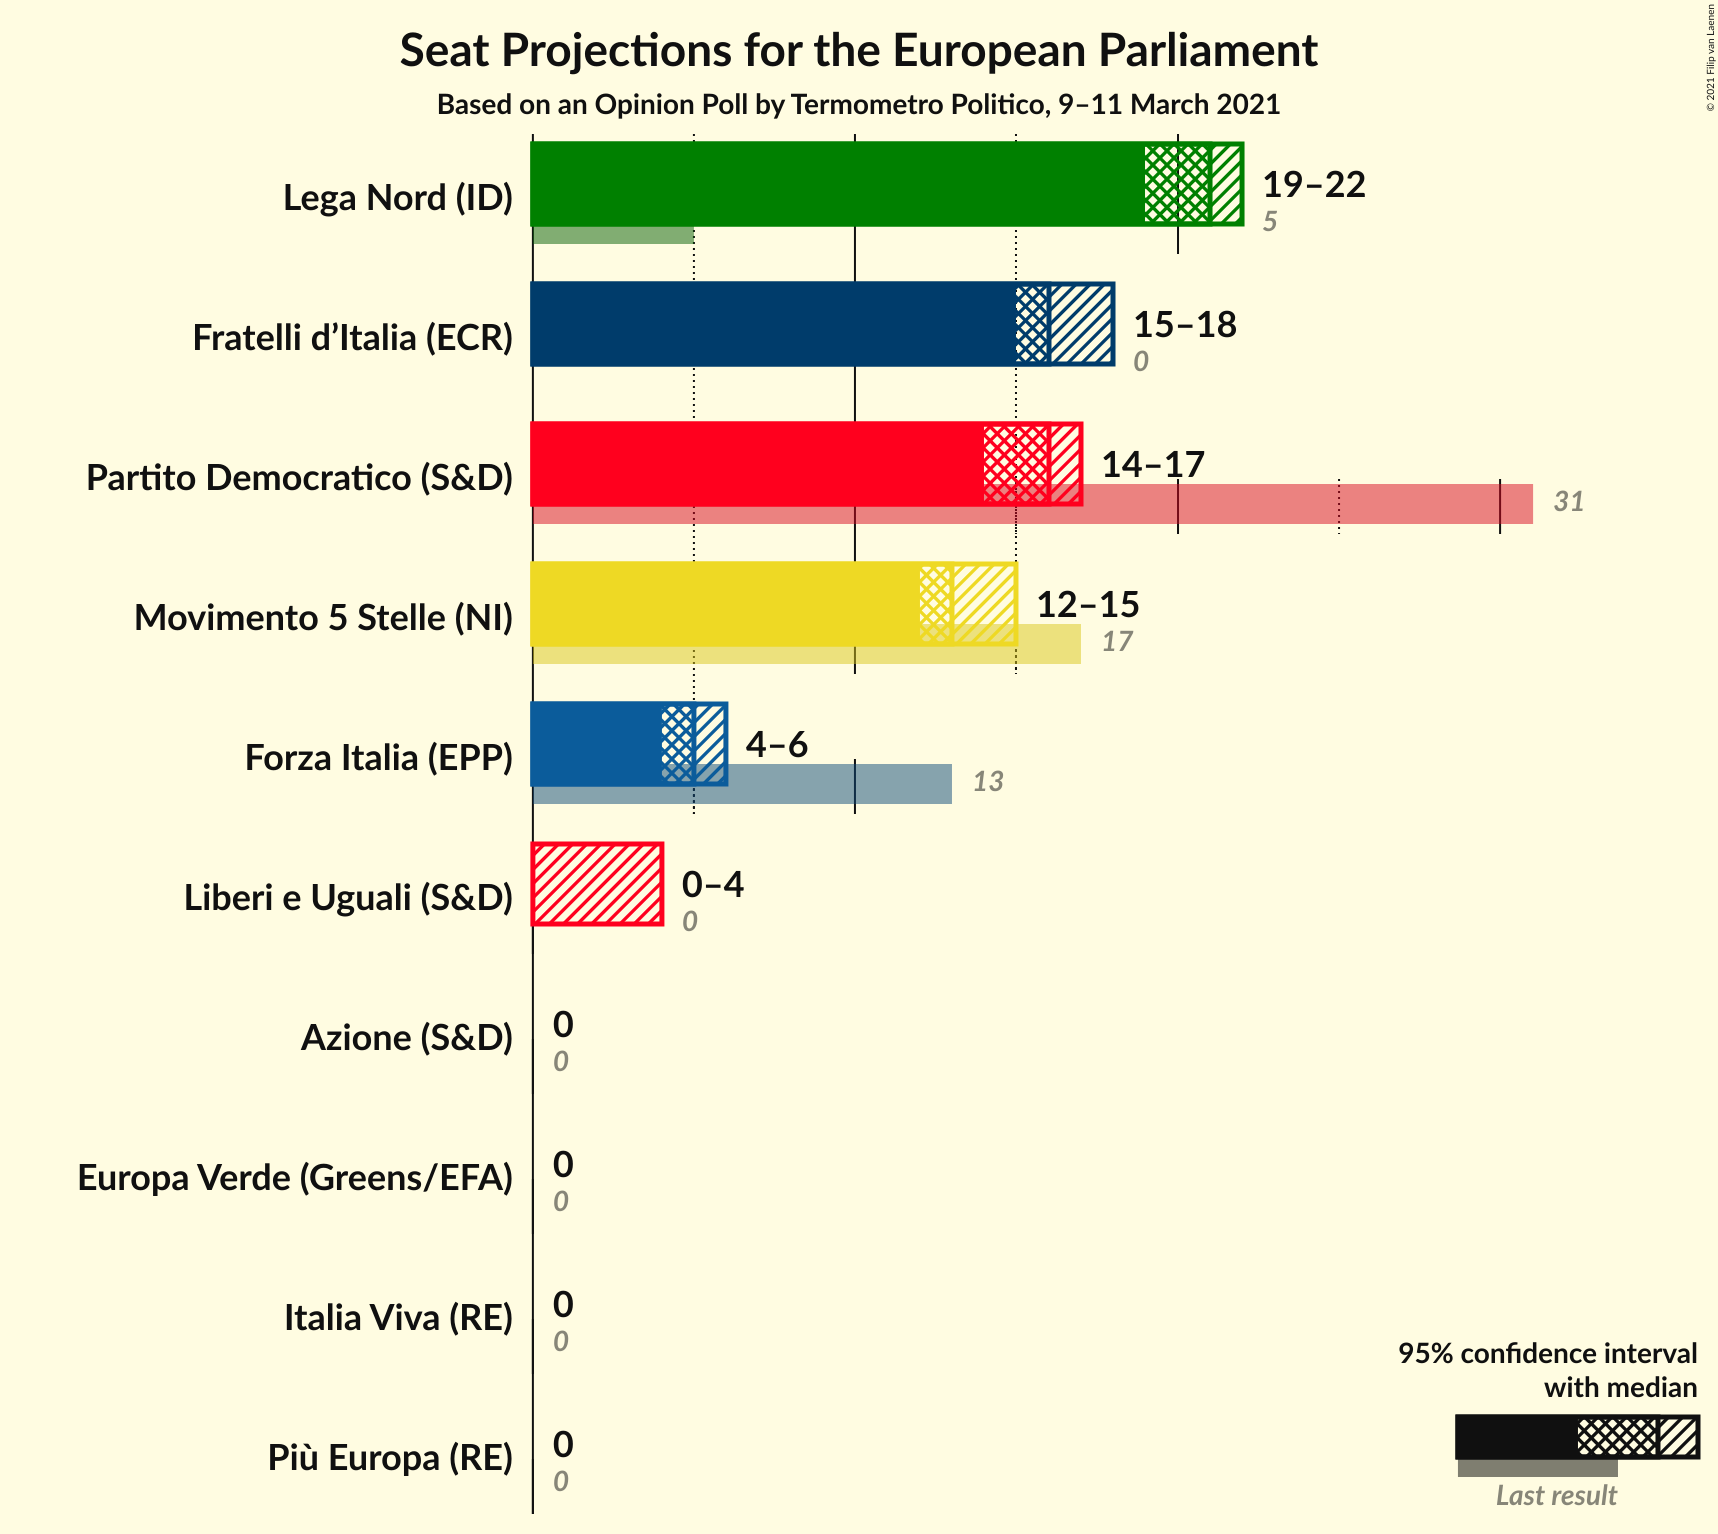 Seat Projections for the European Parliament
Based on an Opinion Poll by Termometro Politico, 9–11 March 2021
© 2021 Filip van Laenen
Lega Nord (ID)
19–22
5
Fratelli d’Italia (ECR)
15–18
0
Partito Democratico (S&D)
14–17
31
Movimento 5 Stelle (NI)
12–15
17
Forza Italia (EPP)
4–6
13
Liberi e Uguali (S&D)
0–4
0
Azione (S&D)
0
0
Europa Verde (Greens/EFA)
0
0
Italia Viva (RE)
0
0
Più Europa (RE)
0
0
95% confidence interval
with median
Last result